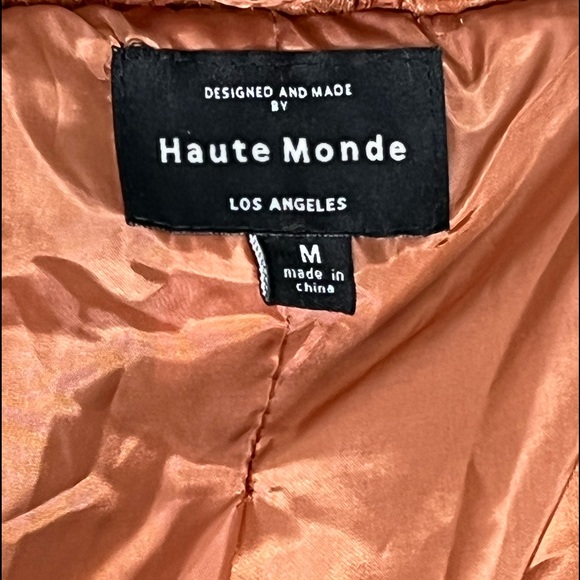 DESIGNED AND MADE
BY
Haute Monde
LOS ANGELES
M
made in
china